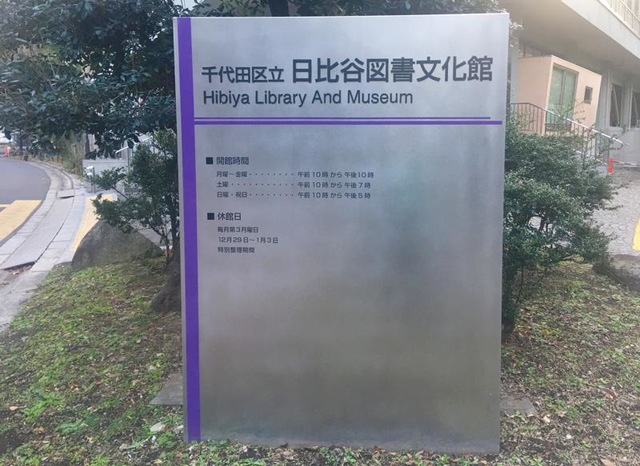 千代田区立 日比谷図書文化館
Hibiya Library And Museum
■ 開館時間
月曜～金曜・・・・・・・・午前10時から午後10時
土曜・・・・・・・・・・・午前10時から午後7時
日曜・祝日・・・・・・・・午前10時から午後5時
■ 休館日
毎月第3月曜日
12月29日～1月3日
特別整理期間